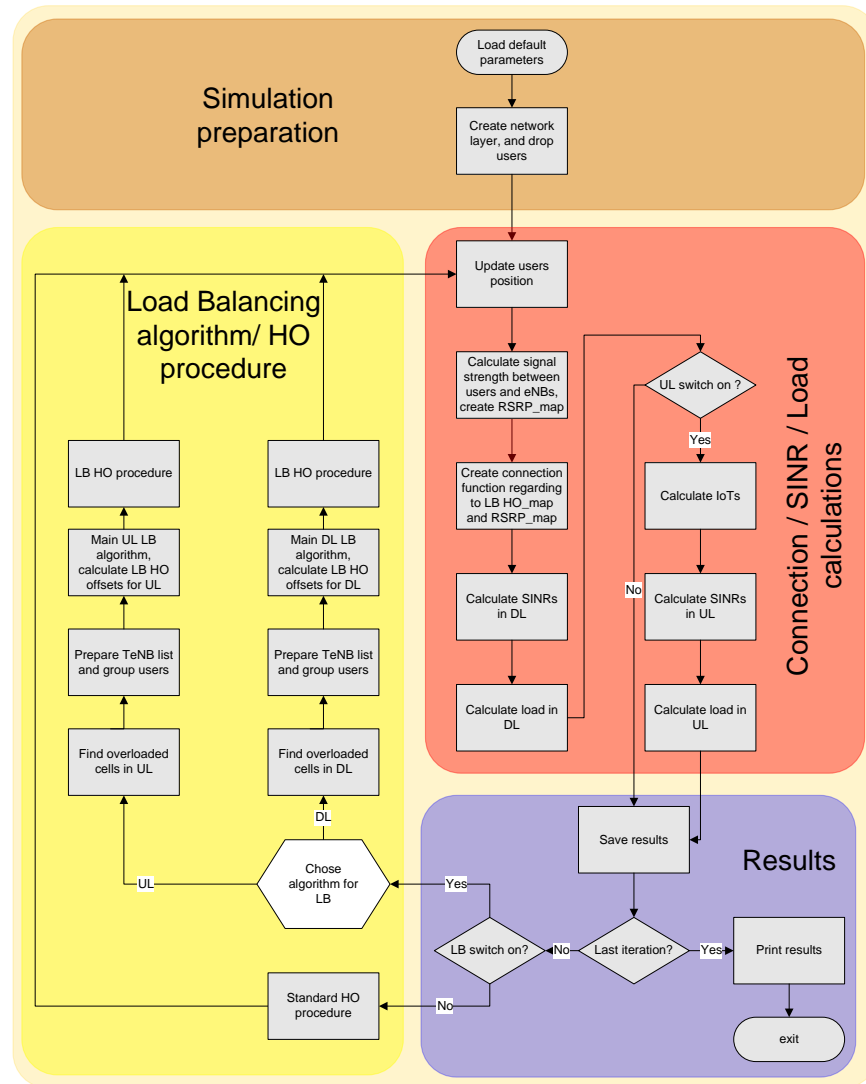 Load default
parameters
Simulation
preparation
Create network
layer, and drop
users
Update users
position
Load Balancing
algorithm/ HO
procedure
Calculate signal
strength between
users and eNBs,
create RSRP_map
UL switch on ?
Yes
No
Connection / SINR / Load
calculations
LB HO procedure
LB HO procedure
Create connection
function regarding
to LB HO_map
and RSRP_map
Calculate IoTs
Main UL LB
algorithm,
calculate LB HO
offsets for UL
Main DL LB
algorithm,
calculate LB HO
offsets for DL
Calculate SINRs
in DL
Calculate SINRs
in UL
Prepare TeNB list
and group users
Prepare TeNB list
and group users
Calculate load in
DL
Calculate load in
UL
Find overloaded
cells in UL
Find overloaded
cells in DL
DL
UL
Chose
algorithm for
LB
Yes
Save results
Results
LB switch on?
No
Last iteration?
Yes
Print results
No
Standard HO
procedure
exit